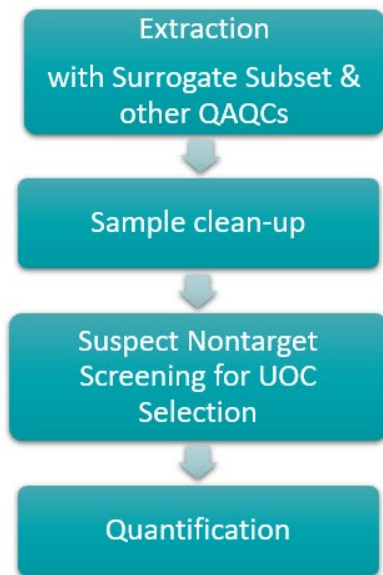 Extraction
with Surrogate Subset &
other QAQCs
Sample clean-up
Suspect Nontarget
Screening for UOC
Selection
Quantification